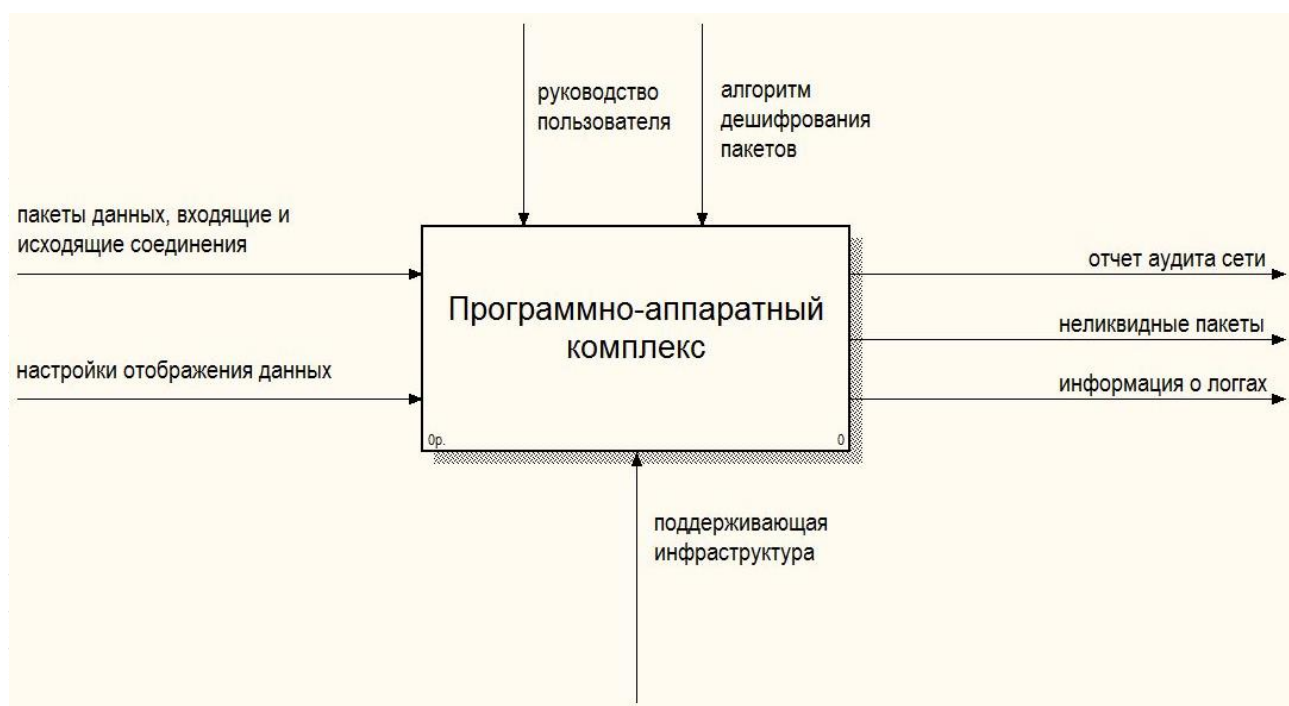 руководство
пользователя
алгоритм
дешифрования
пакетов
пакеты данных, входящие и
исходящие соединения
настройки отображения данных
Программно-аппаратный
комплекс
0р.
0
отчет аудита сети
неликвидные пакеты
информация о логгах
поддерживающая
инфраструктура